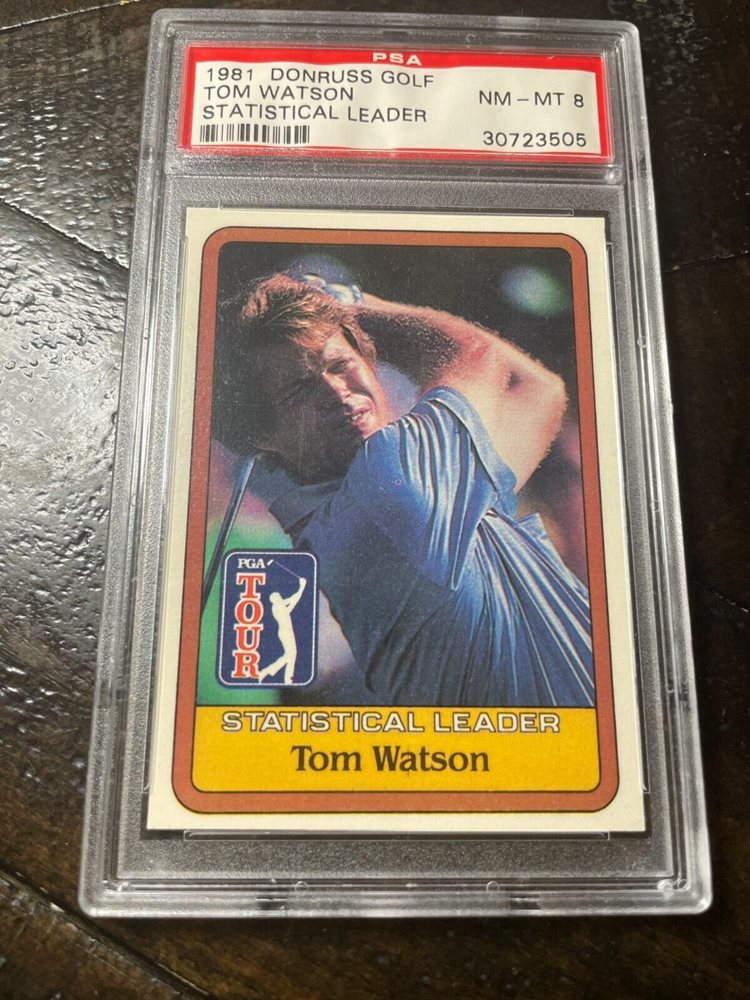 PSA
1981 DONRUSS GOLF
TOM WATSON
NM - MT 8
STATISTICAL LEADER
30723505
PGA
TOUR
STATISTICAL LEADER
Tom Watson